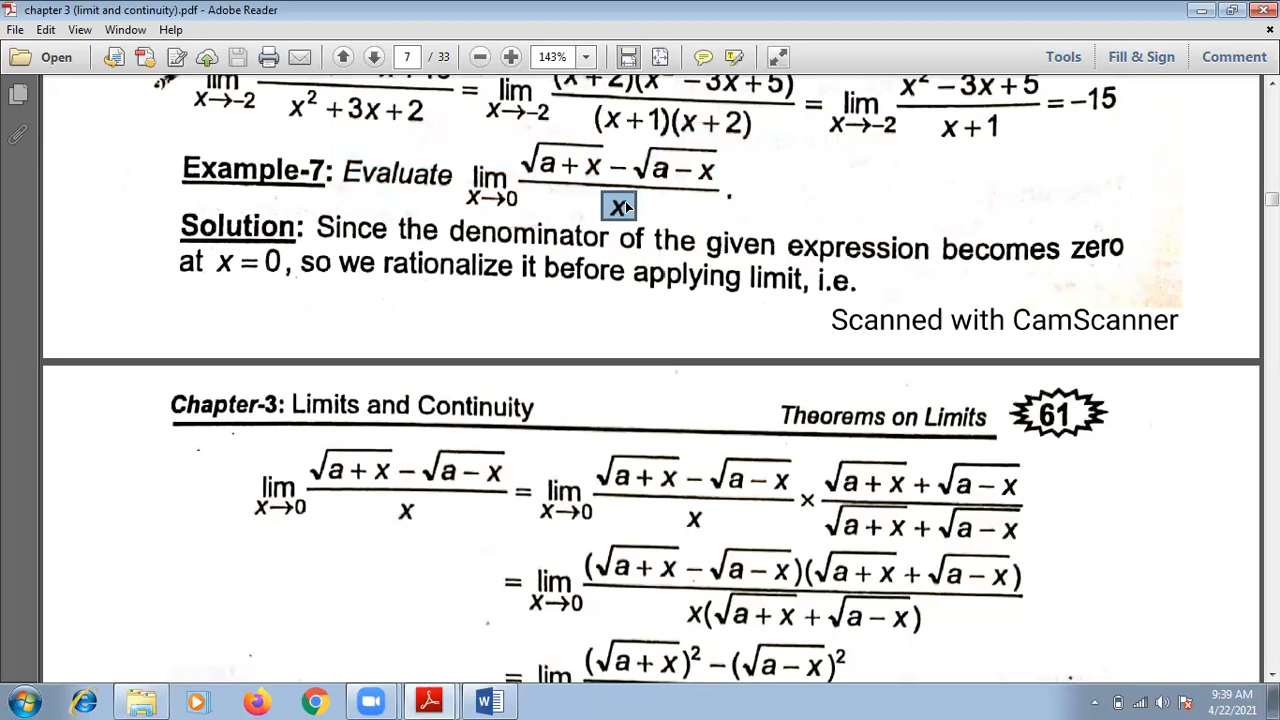 chapter 3 (limit and continuity).pdf - Adobe Reader
File Edit View Window Help
Open 7 / 33 143% Tools Fill & Sign Comment
lim x→-2 / x² + 3x + 2 = lim x→-2 (x + 2)(x² - 3x + 5) / (x + 1)(x + 2) = lim x→-2 x² - 3x + 5 / x + 1 = -15
Example-7: Evaluate lim x→0 √a + x - √a - x / x .
Solution: Since the denominator of the given expression becomes zero
at x = 0, so we rationalize it before applying limit, i.e.
Scanned with CamScanner
Chapter-3: Limits and Continuity Theorems on Limits 61
lim x→0 √a + x - √a - x / x = lim x→0 √a + x - √a - x / x × √a + x + √a - x / √a + x + √a - x
= lim x→0 (√a + x - √a - x)(√a + x + √a - x) / x(√a + x + √a - x)
= lim (√a + x)² - (√a - x)²
9:39 AM
4/22/2021